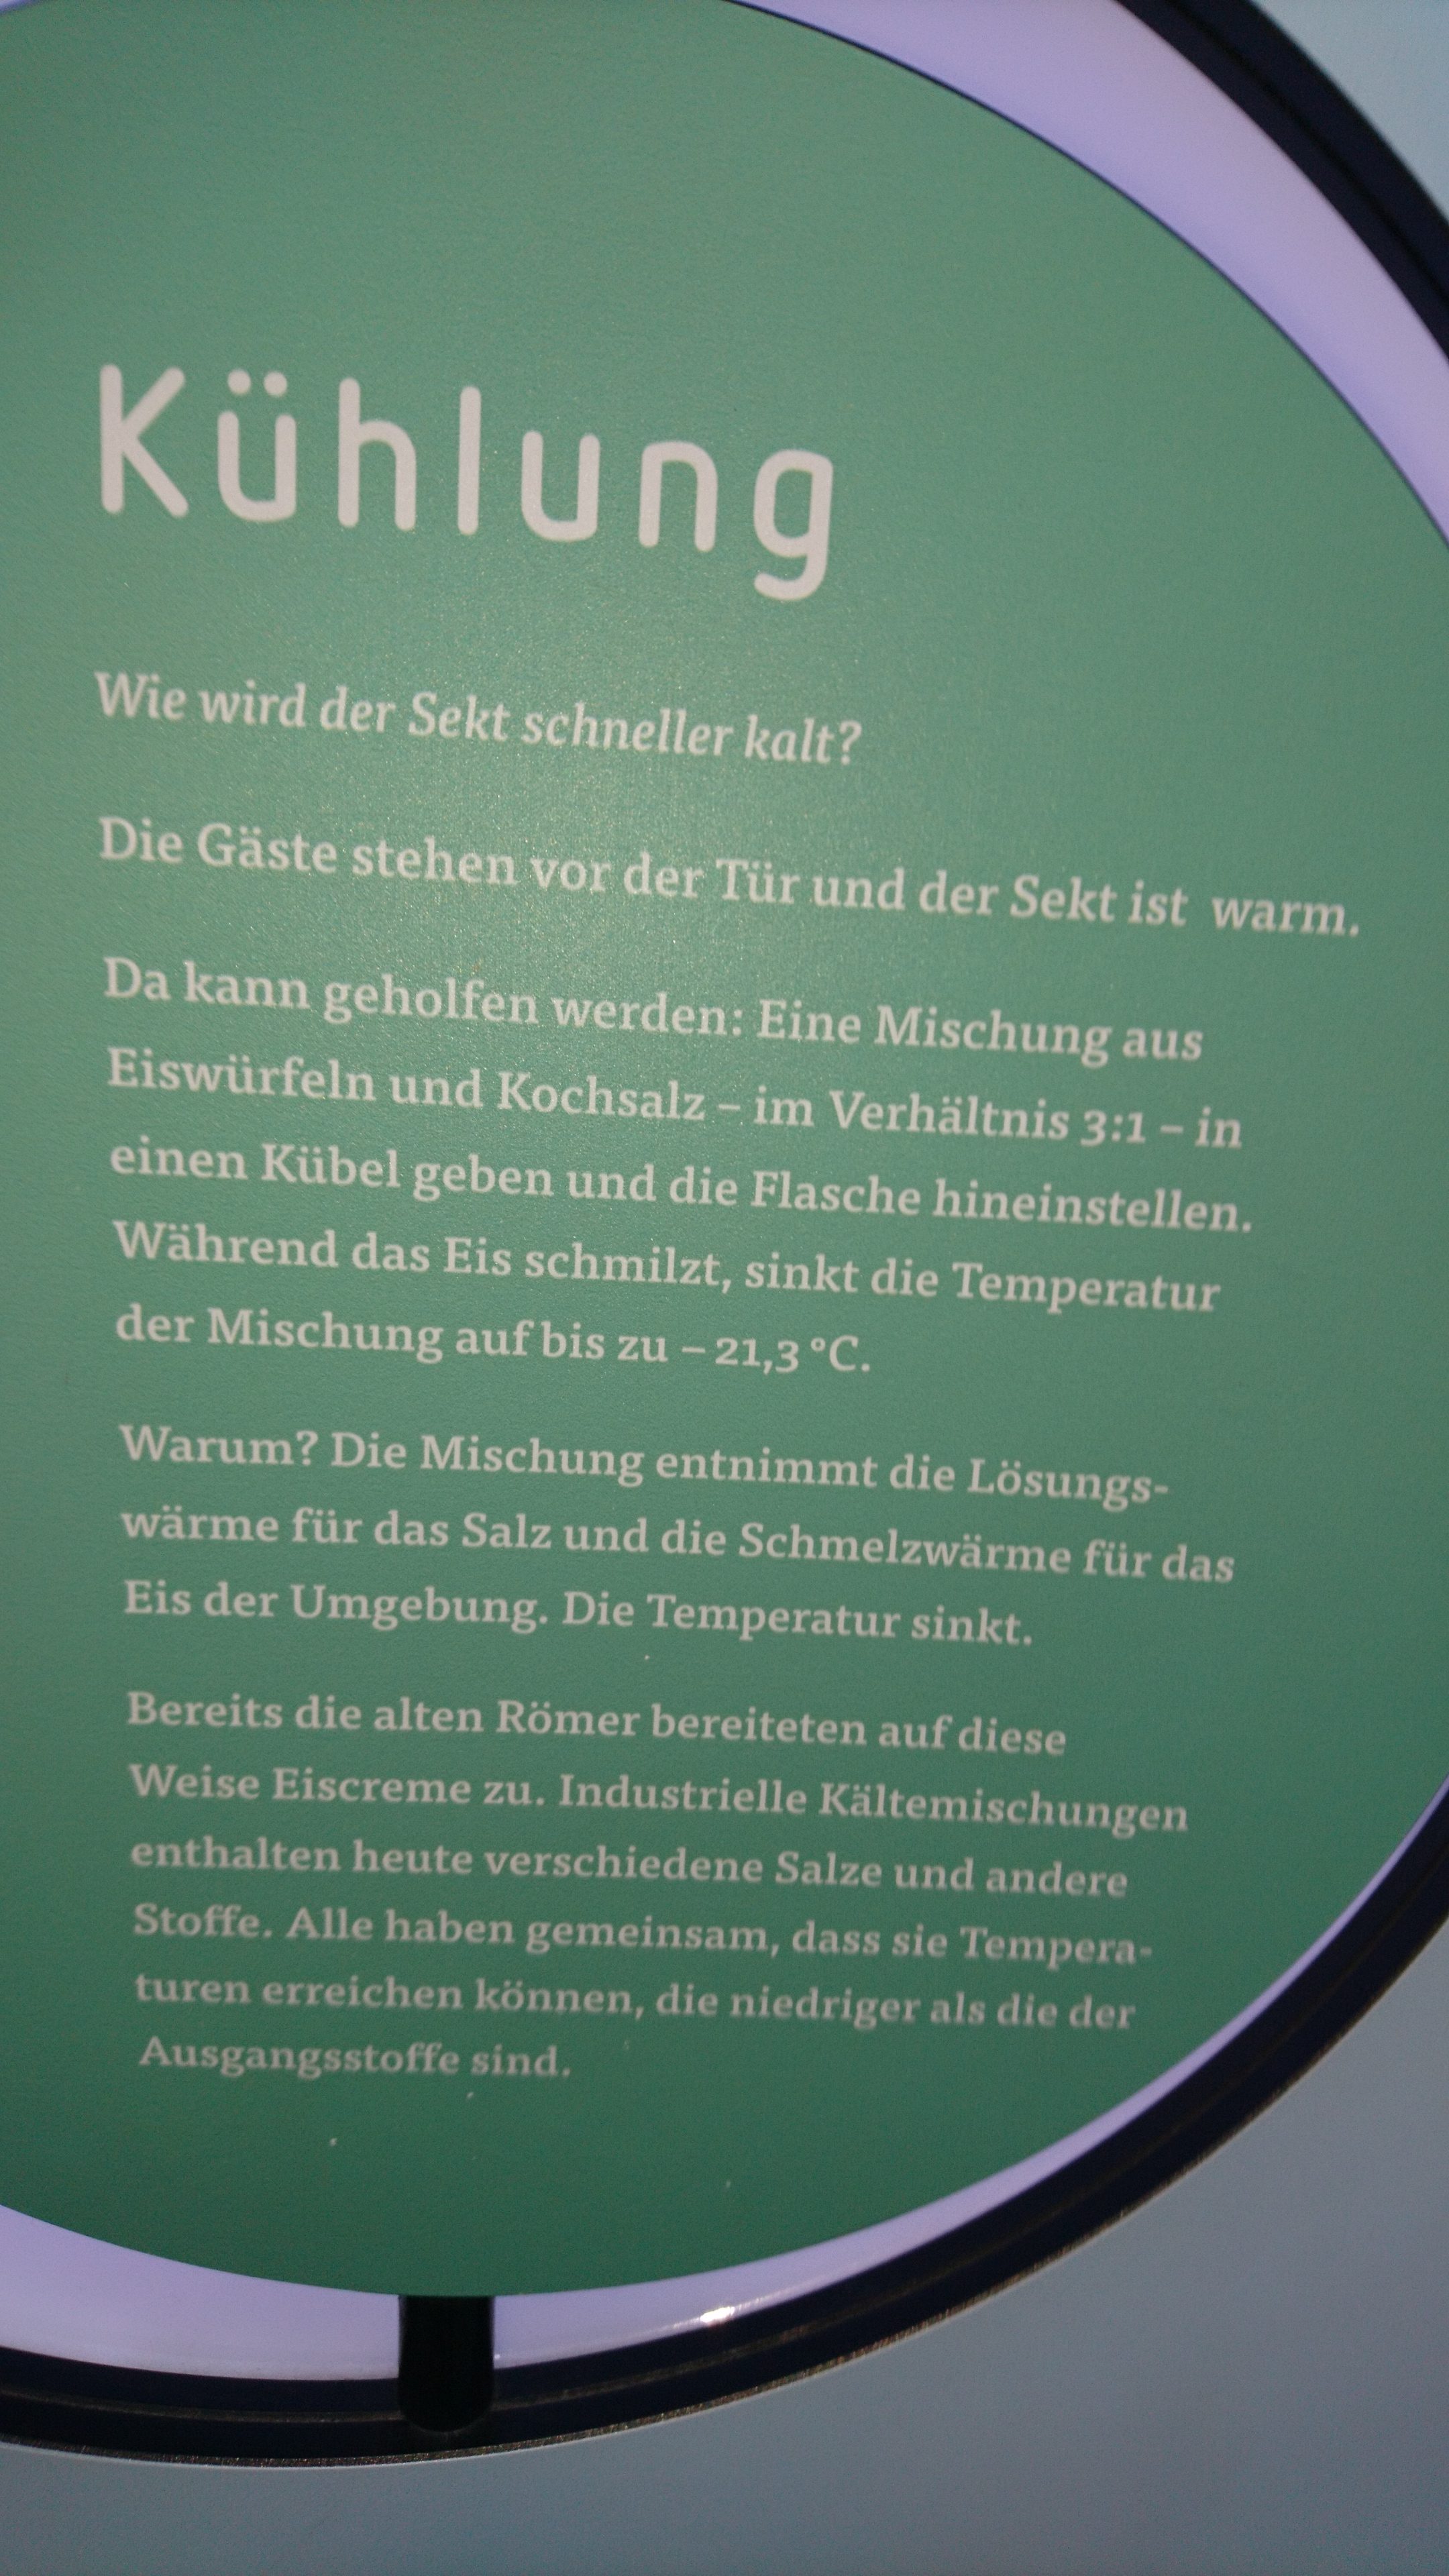 Kühlung
Wie wird der Sekt schneller kalt?
Die Gäste stehen vor der Tür und der Sekt ist warm.
Da kann geholfen werden: Eine Mischung aus
Eiswürfeln und Kochsalz – im Verhältnis 3:1 – in
einen Kübel geben und die Flasche hineinstellen.
Während das Eis schmilzt, sinkt die Temperatur
der Mischung auf bis zu – 21,3 °C.
Warum? Die Mischung entnimmt die Lösungs-
wärme für das Salz und die Schmelzwärme für das
Eis der Umgebung. Die Temperatur sinkt.
Bereits die alten Römer bereiteten auf diese
Weise Eiscreme zu. Industrielle Kältemischungen
enthalten heute verschiedene Salze und andere
Stoffe. Alle haben gemeinsam, dass sie Tempera-
turen erreichen können, die niedriger als die der
Ausgangsstoffe sind.